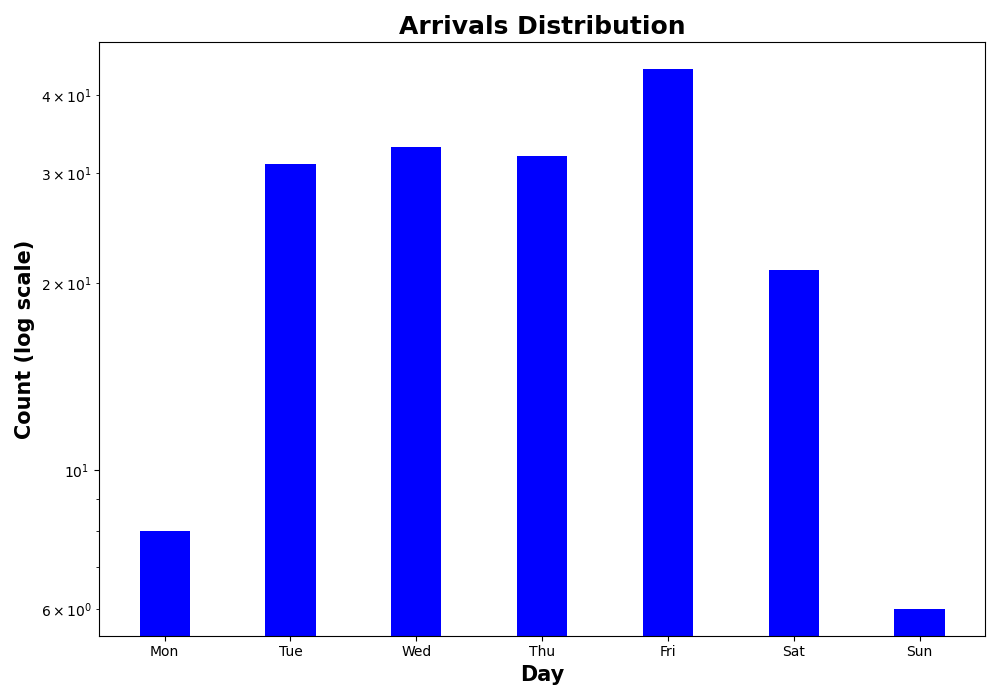 Arrivals Distribution
Count (log scale)
4 × 10¹
3 × 10¹
2 × 10¹
10¹
6 × 10⁰
Mon Tue Wed Thu Fri Sat Sun
Day